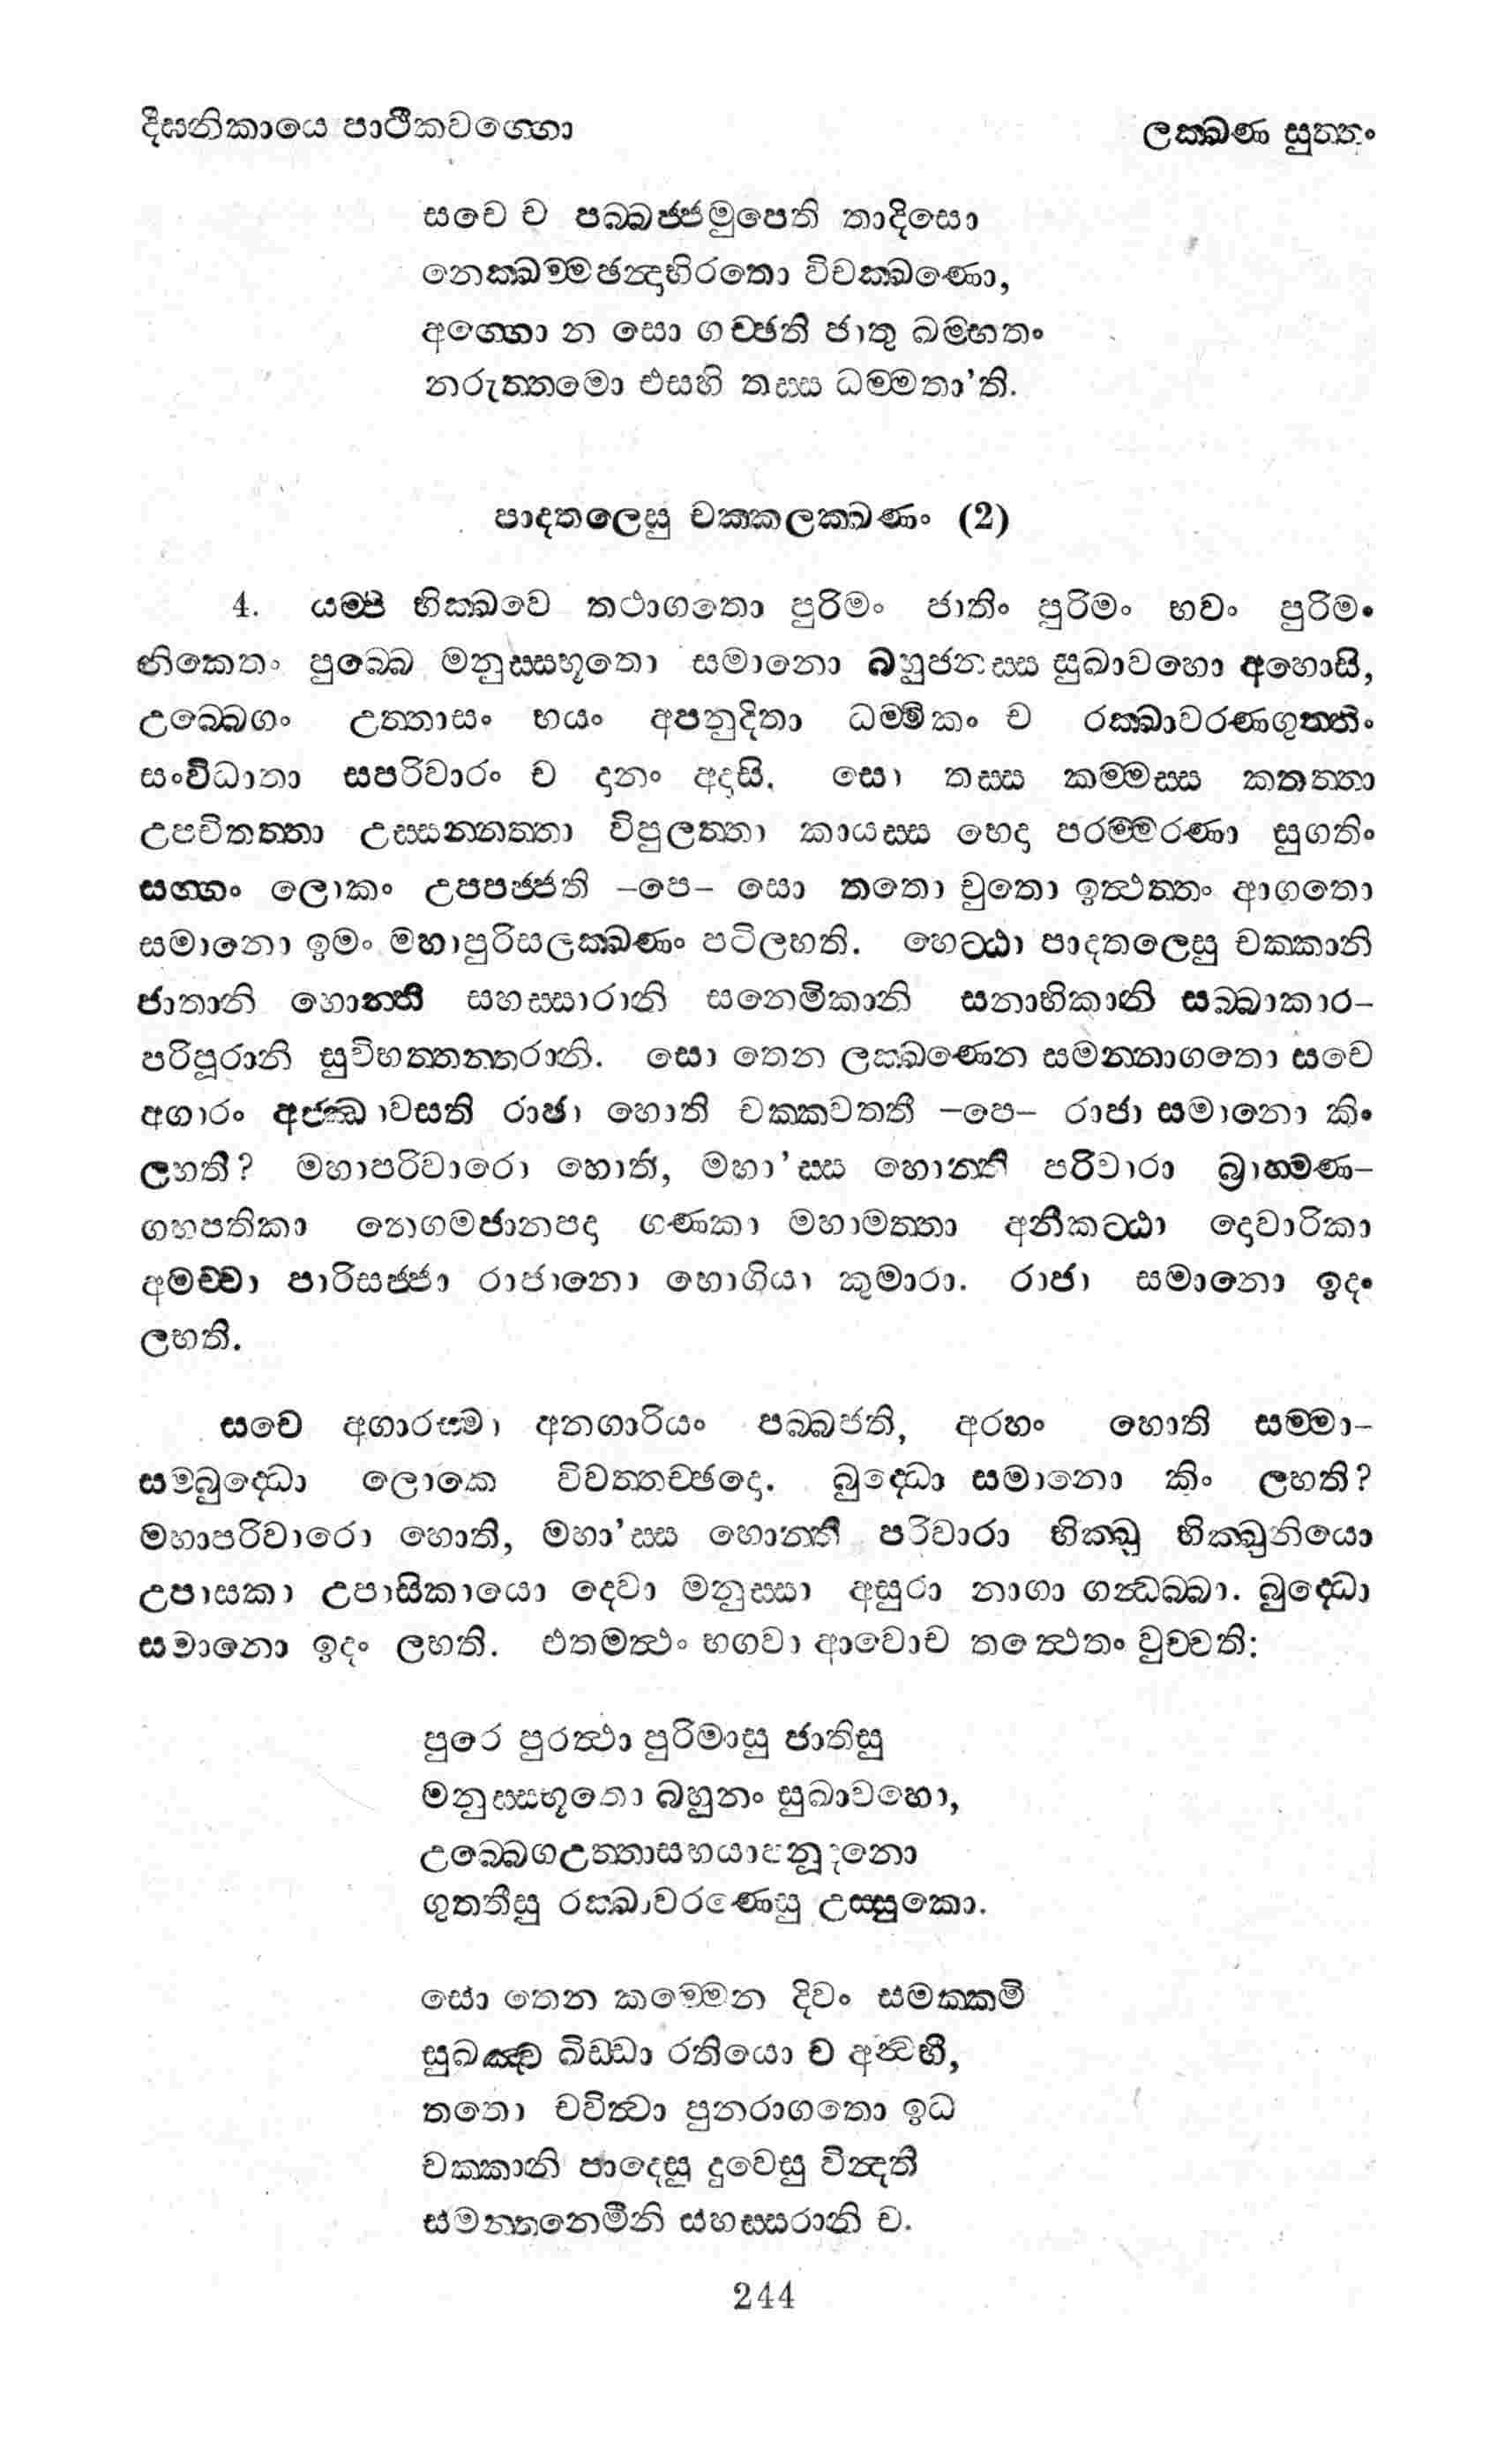 දීඝනිකායෙ පාථිකවග්ගො
ලක්ඛණ සුත්තං
සචෙ ච පබ්බජ්ජමුපෙති තාදිසො
නෙක්ඛම්මඡන්දාභිරතො විචක්ඛණො,
අග්ගො න සො ගච්ඡති ජාතු ඛම්භතං
නරුත්තමො එසහි තස්ස ධම්මතා’ති.
පාදතලෙසු චක්කලක්ඛණං (2)
4. යම්පි භික්ඛවෙ තථාගතො පුරිමං ජාතිං පුරිමං භවං පුරිමං
නිකෙතං පුබ්බෙ මනුස්සභූතො සමානො බහුජනස්ස සුඛාවහො අහොසි,
උබ්බෙගං උත්තාසං භයං අපනුදිතා ධම්මිකං ච රක්ඛාවරණගුත්තිං
සංවිධාතා සපරිවාරං ච දානං අදාසි. සො තස්ස කම්මස්ස කතත්තා
උපචිතත්තා උස්සන්නත්තා විපුලත්තා කායස්ස භෙදා පරම්මරණා සුගතිං
සග්ගං ලොකං උපපජ්ජති –පෙ– සො තතො චුතො ඉත්ථත්තං ආගතො
සමානො ඉමං මහාපුරිසලක්ඛණං පටිලභති. හෙට්ඨා පාදතලෙසු චක්කානි
ජාතානි හොන්ති සහස්සාරානි සනෙමිකානි සනාභිකානි සබ්බාකාර–
පරිපූරානි සුවිභත්තන්තරානි. සො තෙන ලක්ඛණෙන සමන්නාගතො සචෙ
අගාරං අජ්ඣාවසති රාජා හොති චක්කවත්තී –පෙ– රාජා සමානො කිං
ලභති? මහාපරිවාරො හොති, මහා’ස්ස හොන්ති පරිවාරා බ්‍රාහ්මණ–
ගහපතිකා නෙගමජානපදා ගණකා මහාමත්තා අනීකට්ඨා දොවාරිකා
අමච්චා පාරිසජ්ජා රාජානො භොගියා කුමාරා. රාජා සමානො ඉදං
ලභති.
සචෙ අගාරස්මා අනගාරියං පබ්බජති, අරහං හොති සම්මා–
සම්බුද්ධො ලොකෙ විවත්තච්ඡදො. බුද්ධො සමානො කිං ලභති?
මහාපරිවාරො හොති, මහා’ස්ස හොන්ති පරිවාරා භික්ඛූ භික්ඛුනියො
උපාසකා උපාසිකායො දෙවා මනුස්සා අසුරා නාගා ගන්ධබ්බා. බුද්ධො
සමානො ඉදං ලභති. එතමත්ථං භගවා ආවොච තත්ථෙතං වුච්චති:
පුරෙ පුරත්ථා පුරිමාසු ජාතිසු
මනුස්සභූතො බහුනං සුඛාවහො,
උබ්බෙගඋත්තාසභයාපනූදනො
ගුත්තීසු රක්ඛාවරණෙසු උස්සුකො.
සො තෙන කම්මෙන දිවං සමක්කමි
සුඛඤ්ච ඛිඩ්ඩා රතියො ච අන්වභී,
තතො චවිත්වා පුනරාගතො ඉධ
චක්කානි පාදෙසු දුවෙසු වින්දති
සමන්තනෙමීනි සහස්සරානි ච.
244